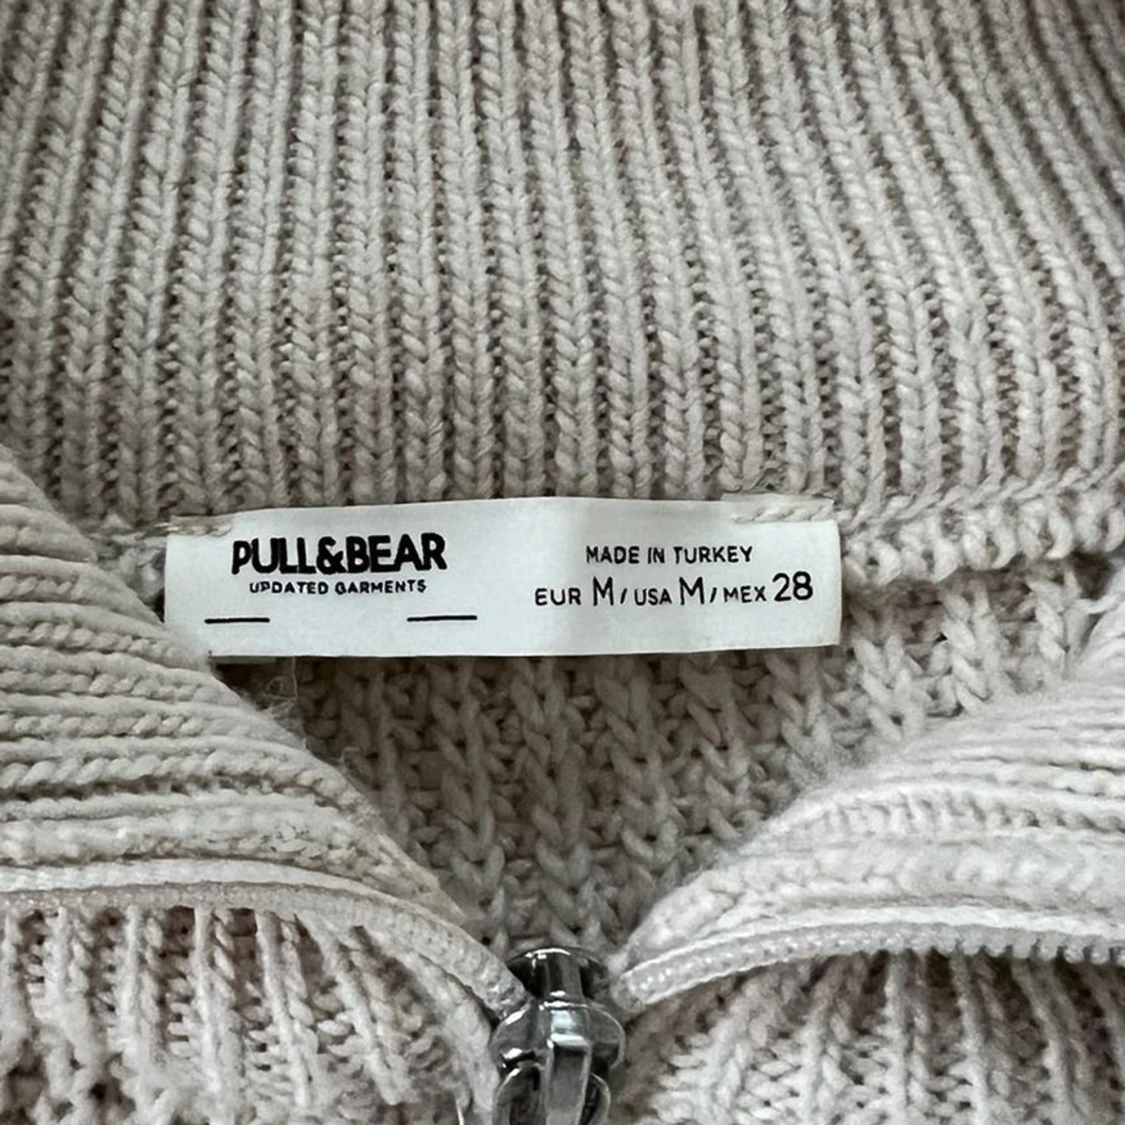 PULL&BEAR
UPDATED GARMENTS
MADE IN TURKEY
EUR M / USA M / MEX 28